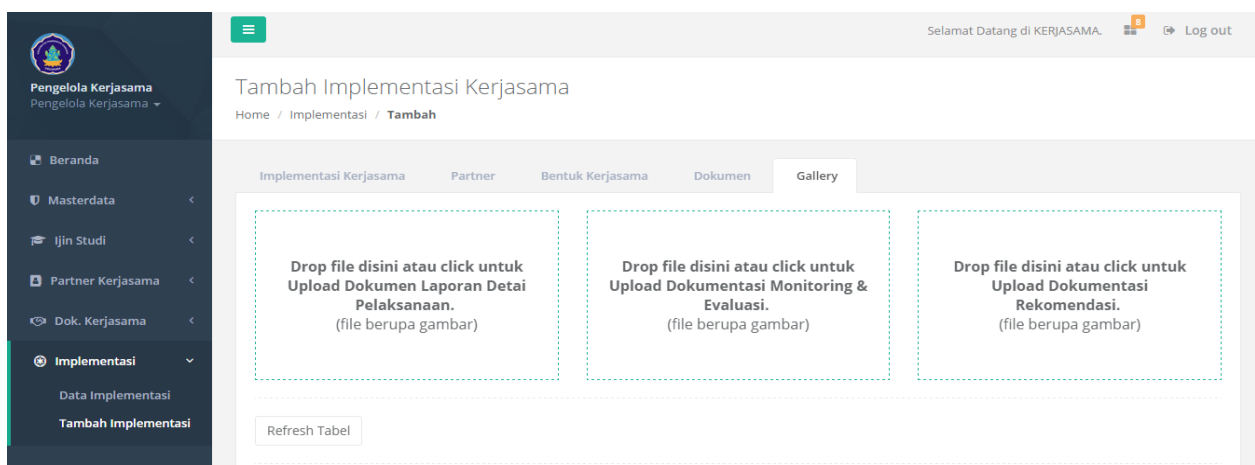 Selamat Datang di KERJASAMA.
8
Log out
Pengelola Kerjasama
Pengelola Kerjasama
Tambah Implementasi Kerjasama
Home / Implementasi / Tambah
Beranda
Masterdata
Ijin Studi
Partner Kerjasama
Dok. Kerjasama
Implementasi
Data Implementasi
Tambah Implementasi
Implementasi Kerjasama
Partner
Bentuk Kerjasama
Dokumen
Gallery
Drop file disini atau click untuk
Upload Dokumen Laporan Detai
Pelaksanaan.
(file berupa gambar)
Drop file disini atau click untuk
Upload Dokumentasi Monitoring &
Evaluasi.
(file berupa gambar)
Drop file disini atau click untuk
Upload Dokumentasi
Rekomendasi.
(file berupa gambar)
Refresh Tabel